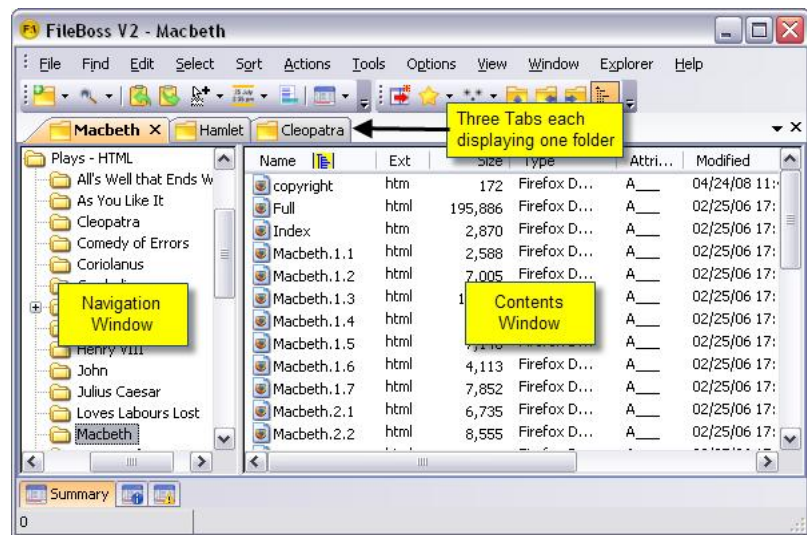 FileBoss V2 - Macbeth
File Find Edit Select Sort Actions Tools Options View Window Explorer Help
Macbeth Hamlet Cleopatra
Three Tabs each
displaying one folder
Plays - HTML
All's Well that Ends W
As You Like It
Cleopatra
Comedy of Errors
Coriolanus
Navigation
Window
Henry VIII
John
Julius Caesar
Loves Labours Lost
Macbeth
Name Ext Size Type Attri... Modified
copyright htm 172 Firefox D... A___ 04/24/08 11:
Full html 195,886 Firefox D... A___ 02/25/06 17:
Index htm 2,870 Firefox D... A___ 02/25/06 17:
Macbeth.1.1 html 2,588 Firefox D... A___ 02/25/06 17:
Macbeth.1.2 html 7,005 Firefox D... A___ 02/25/06 17:
Macbeth.1.3 html A___ 02/25/06 17:
Macbeth.1.4 html A___ 02/25/06 17:
Macbeth.1.5 html A___ 02/25/06 17:
Macbeth.1.6 html 4,113 Firefox D... A___ 02/25/06 17:
Macbeth.1.7 html 7,852 Firefox D... A___ 02/25/06 17:
Macbeth.2.1 html 6,735 Firefox D... A___ 02/25/06 17:
Macbeth.2.2 html 8,555 Firefox D... A___ 02/25/06 17:
Contents
Window
Summary
0